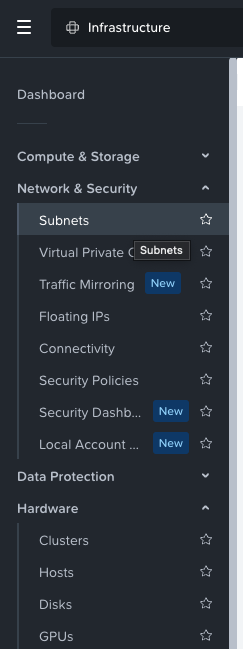 Infrastructure
Dashboard
Compute & Storage
Network & Security
Subnets
Virtual Private C
Subnets
Traffic Mirroring New
Floating IPs
Connectivity
Security Policies
Security Dashb... New
Local Account ... New
Data Protection
Hardware
Clusters
Hosts
Disks
GPUs